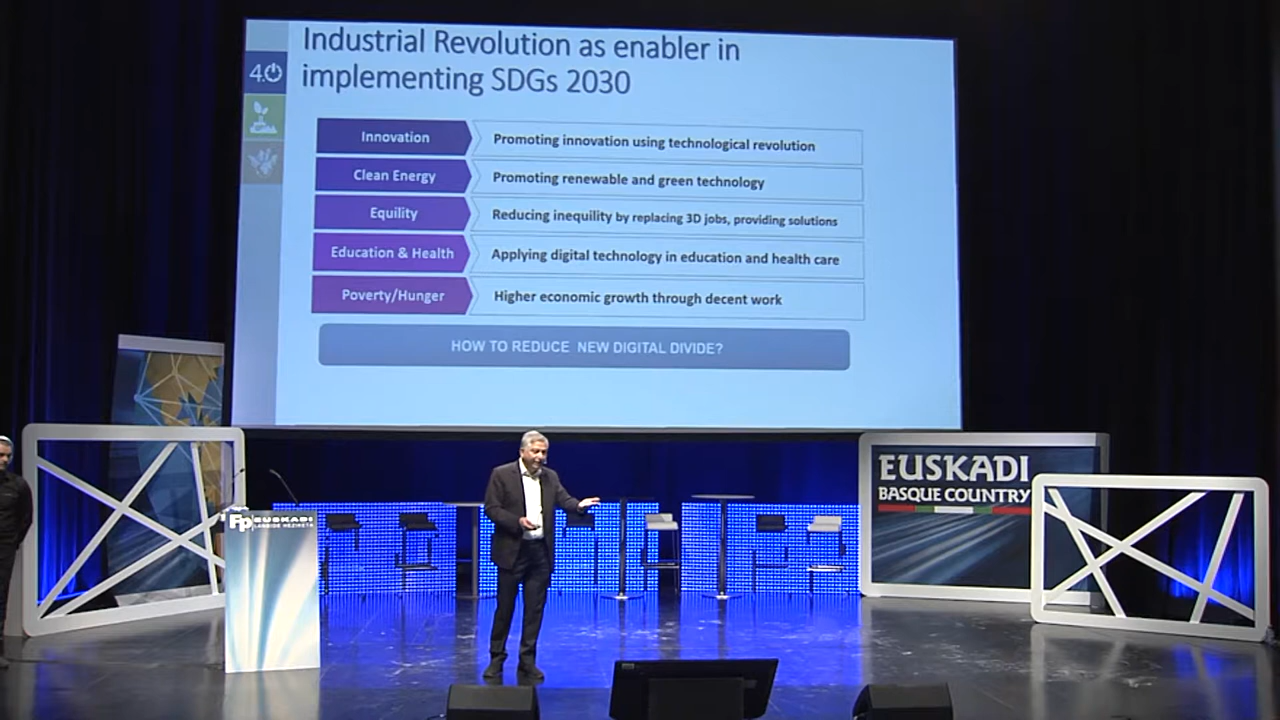 Industrial Revolution as enabler in
implementing SDGs 2030
4.0
Innovation
Promoting innovation using technological revolution
Clean Energy
Promoting renewable and green technology
Equility
Reducing inequility by replacing 3D jobs, providing solutions
Education & Health
Applying digital technology in education and health care
Poverty/Hunger
Higher economic growth through decent work
HOW TO REDUCE NEW DIGITAL DIVIDE?
EUSKADI
BASQUE COUNTRY
Fp EUSKADI
LANBIDE HEZIKETA